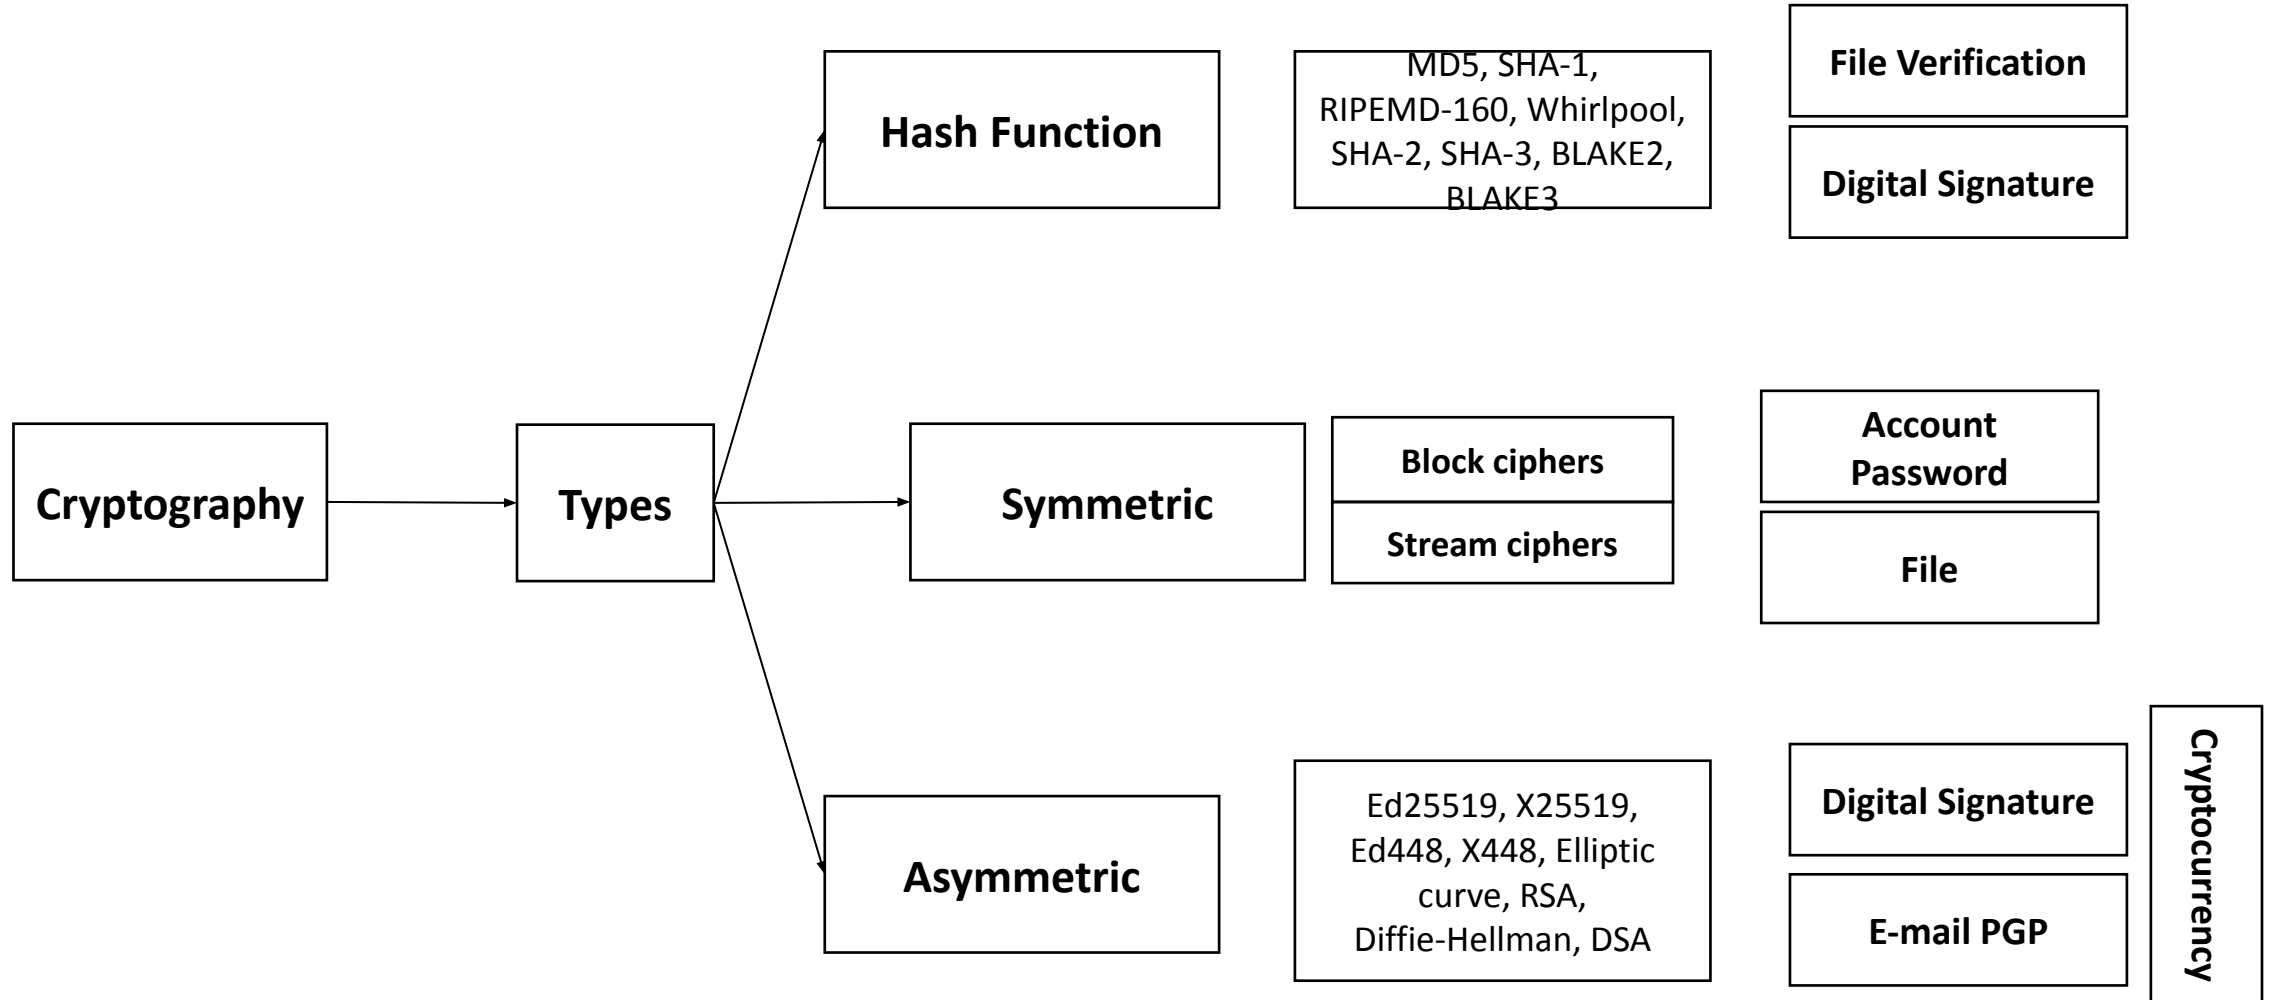 Cryptography
Types
Hash Function
MD5, SHA-1,
RIPEMD-160, Whirlpool,
SHA-2, SHA-3, BLAKE2,
BLAKE3
File Verification
Digital Signature
Symmetric
Block ciphers
Stream ciphers
Account
Password
File
Asymmetric
Ed25519, X25519,
Ed448, X448, Elliptic
curve, RSA,
Diffie-Hellman, DSA
Digital Signature
E-mail PGP
Cryptocurrency